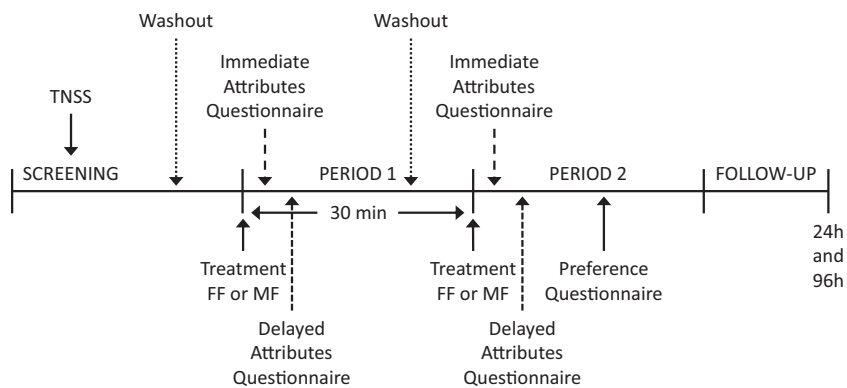 Washout
Washout
Immediate
Attributes
Questionnaire
Immediate
Attributes
Questionnaire
TNSS
SCREENING
PERIOD 1
PERIOD 2
FOLLOW-UP
30 min
24h
and
96h
Treatment
FF or MF
Treatment
FF or MF
Preference
Questionnaire
Delayed
Attributes
Questionnaire
Delayed
Attributes
Questionnaire